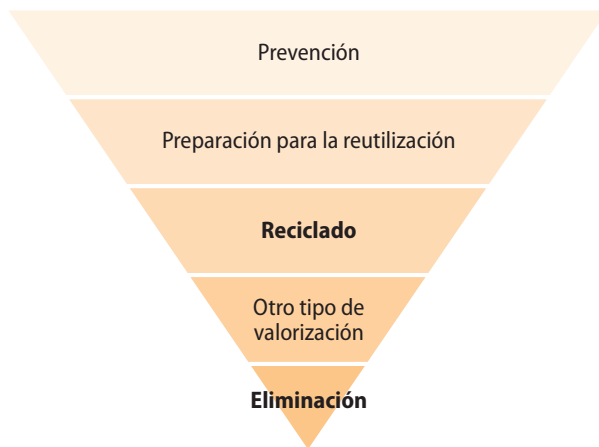 Prevención
Preparación para la reutilización
Reciclado
Otro tipo de
valorización
Eliminación